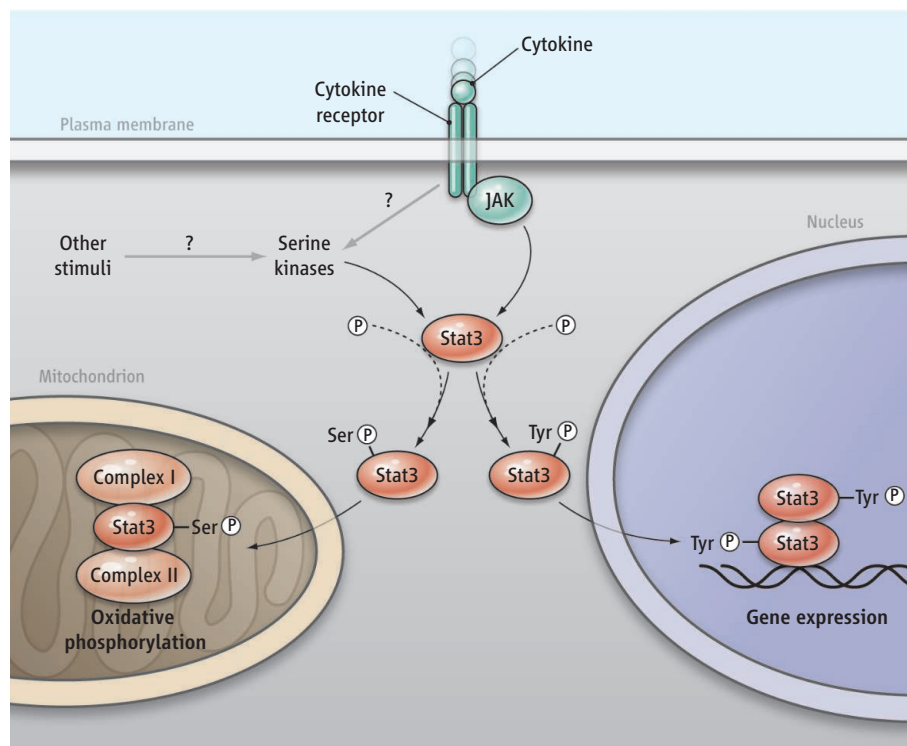 Cytokine
Cytokine
receptor
Plasma membrane
JAK
?
Nucleus
Other
stimuli
?
Serine
kinases
P
Stat3
P
Mitochondrion
Ser P
Stat3
Tyr P
Stat3
Complex I
Stat3
Ser P
Complex II
Oxidative
phosphorylation
Stat3
Tyr P
Tyr P
Stat3
Gene expression